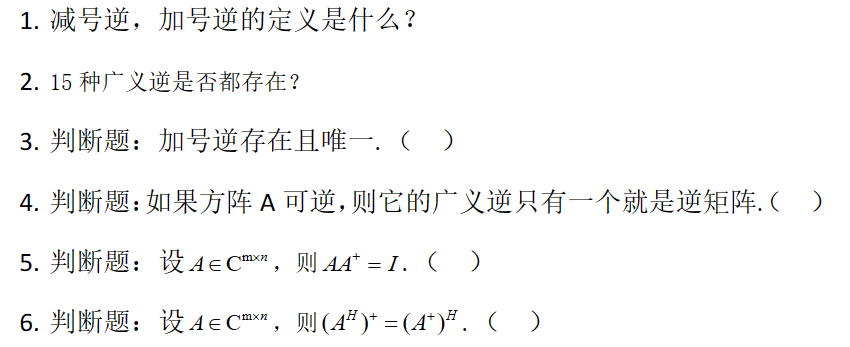 1. 减号逆，加号逆的定义是什么？
2. 15 种广义逆是否都存在？
3. 判断题：加号逆存在且唯一.（　）
4. 判断题：如果方阵 A 可逆，则它的广义逆只有一个就是逆矩阵.（　）
5. 判断题：设 $A \in \mathrm{C}^{\mathrm{m}\times n}$，则 $AA^{+} = I$.（　）
6. 判断题：设 $A \in \mathrm{C}^{\mathrm{m}\times n}$，则 $(A^{H})^{+} = (A^{+})^{H}$.（　）